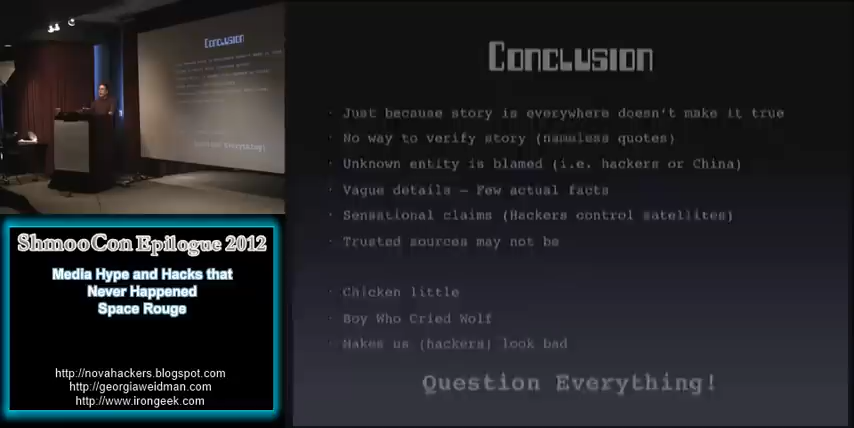 Conclusion
· Just because story is everywhere doesn't make it true
· No way to verify story (nameless quotes)
· Unknown entity is blamed (i.e. hackers or China)
· Vague details – Few actual facts
· Sensational claims (Hackers control satellites)
· Trusted sources may not be
· Chicken little
· Boy Who Cried Wolf
· Makes us (hackers) look bad
Question Everything!
Conclusion
ShmooCon Epilogue 2012
Media Hype and Hacks that
Never Happened
Space Rouge
http://novahackers.blogspot.com
http://georgiaweidman.com
http://www.irongeek.com